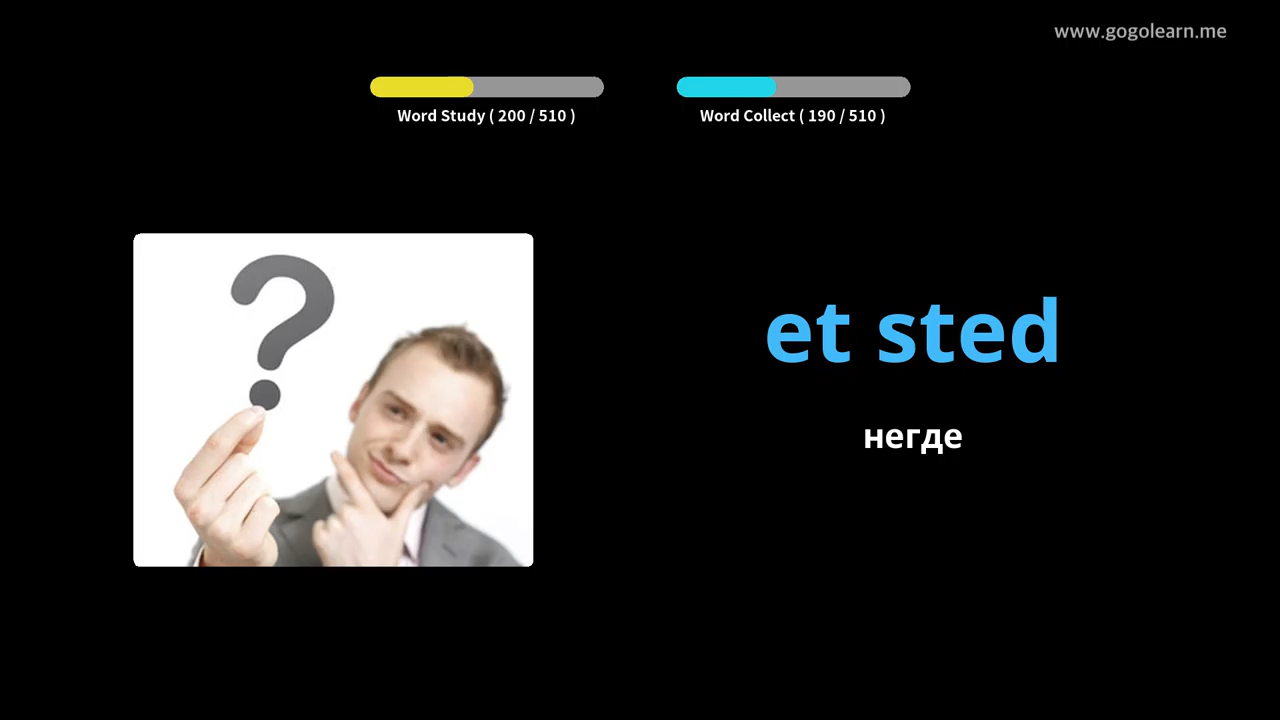 www.gogolearn.me
Word Study ( 200 / 510 )
Word Collect ( 190 / 510 )
?
et sted
негде